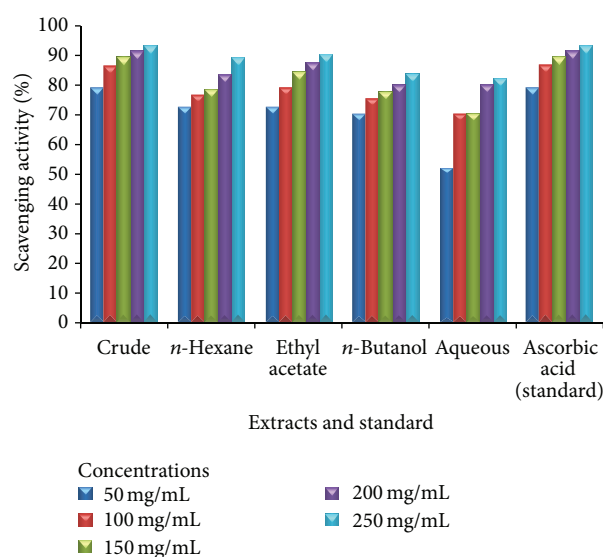 100
90
80
70
60
50
40
30
20
10
0
Scavenging activity (%)
Crude
n-Hexane
Ethyl
acetate
n-Butanol
Aqueous
Ascorbic
acid
(standard)
Extracts and standard
Concentrations
50 mg/mL
100 mg/mL
150 mg/mL
200 mg/mL
250 mg/mL